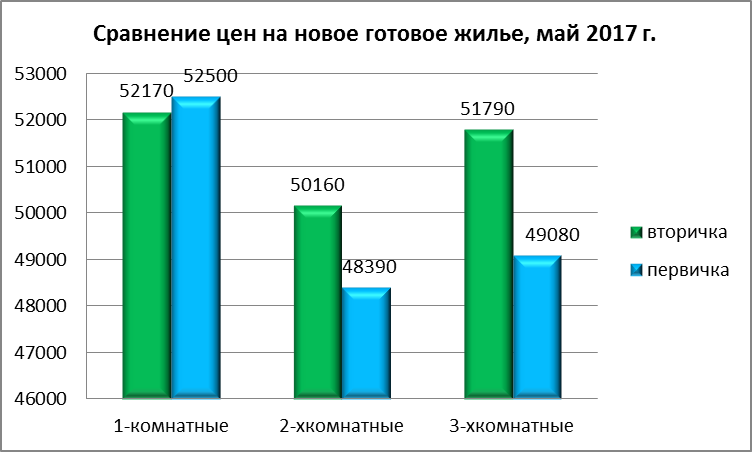 Сравнение цен на новое готовое жилье, май 2017 г.
53000
52000
51000
50000
49000
48000
47000
46000
52170
52500
50160
48390
51790
49080
1-комнатные
2-хкомнатные
3-хкомнатные
вторичка
первичка